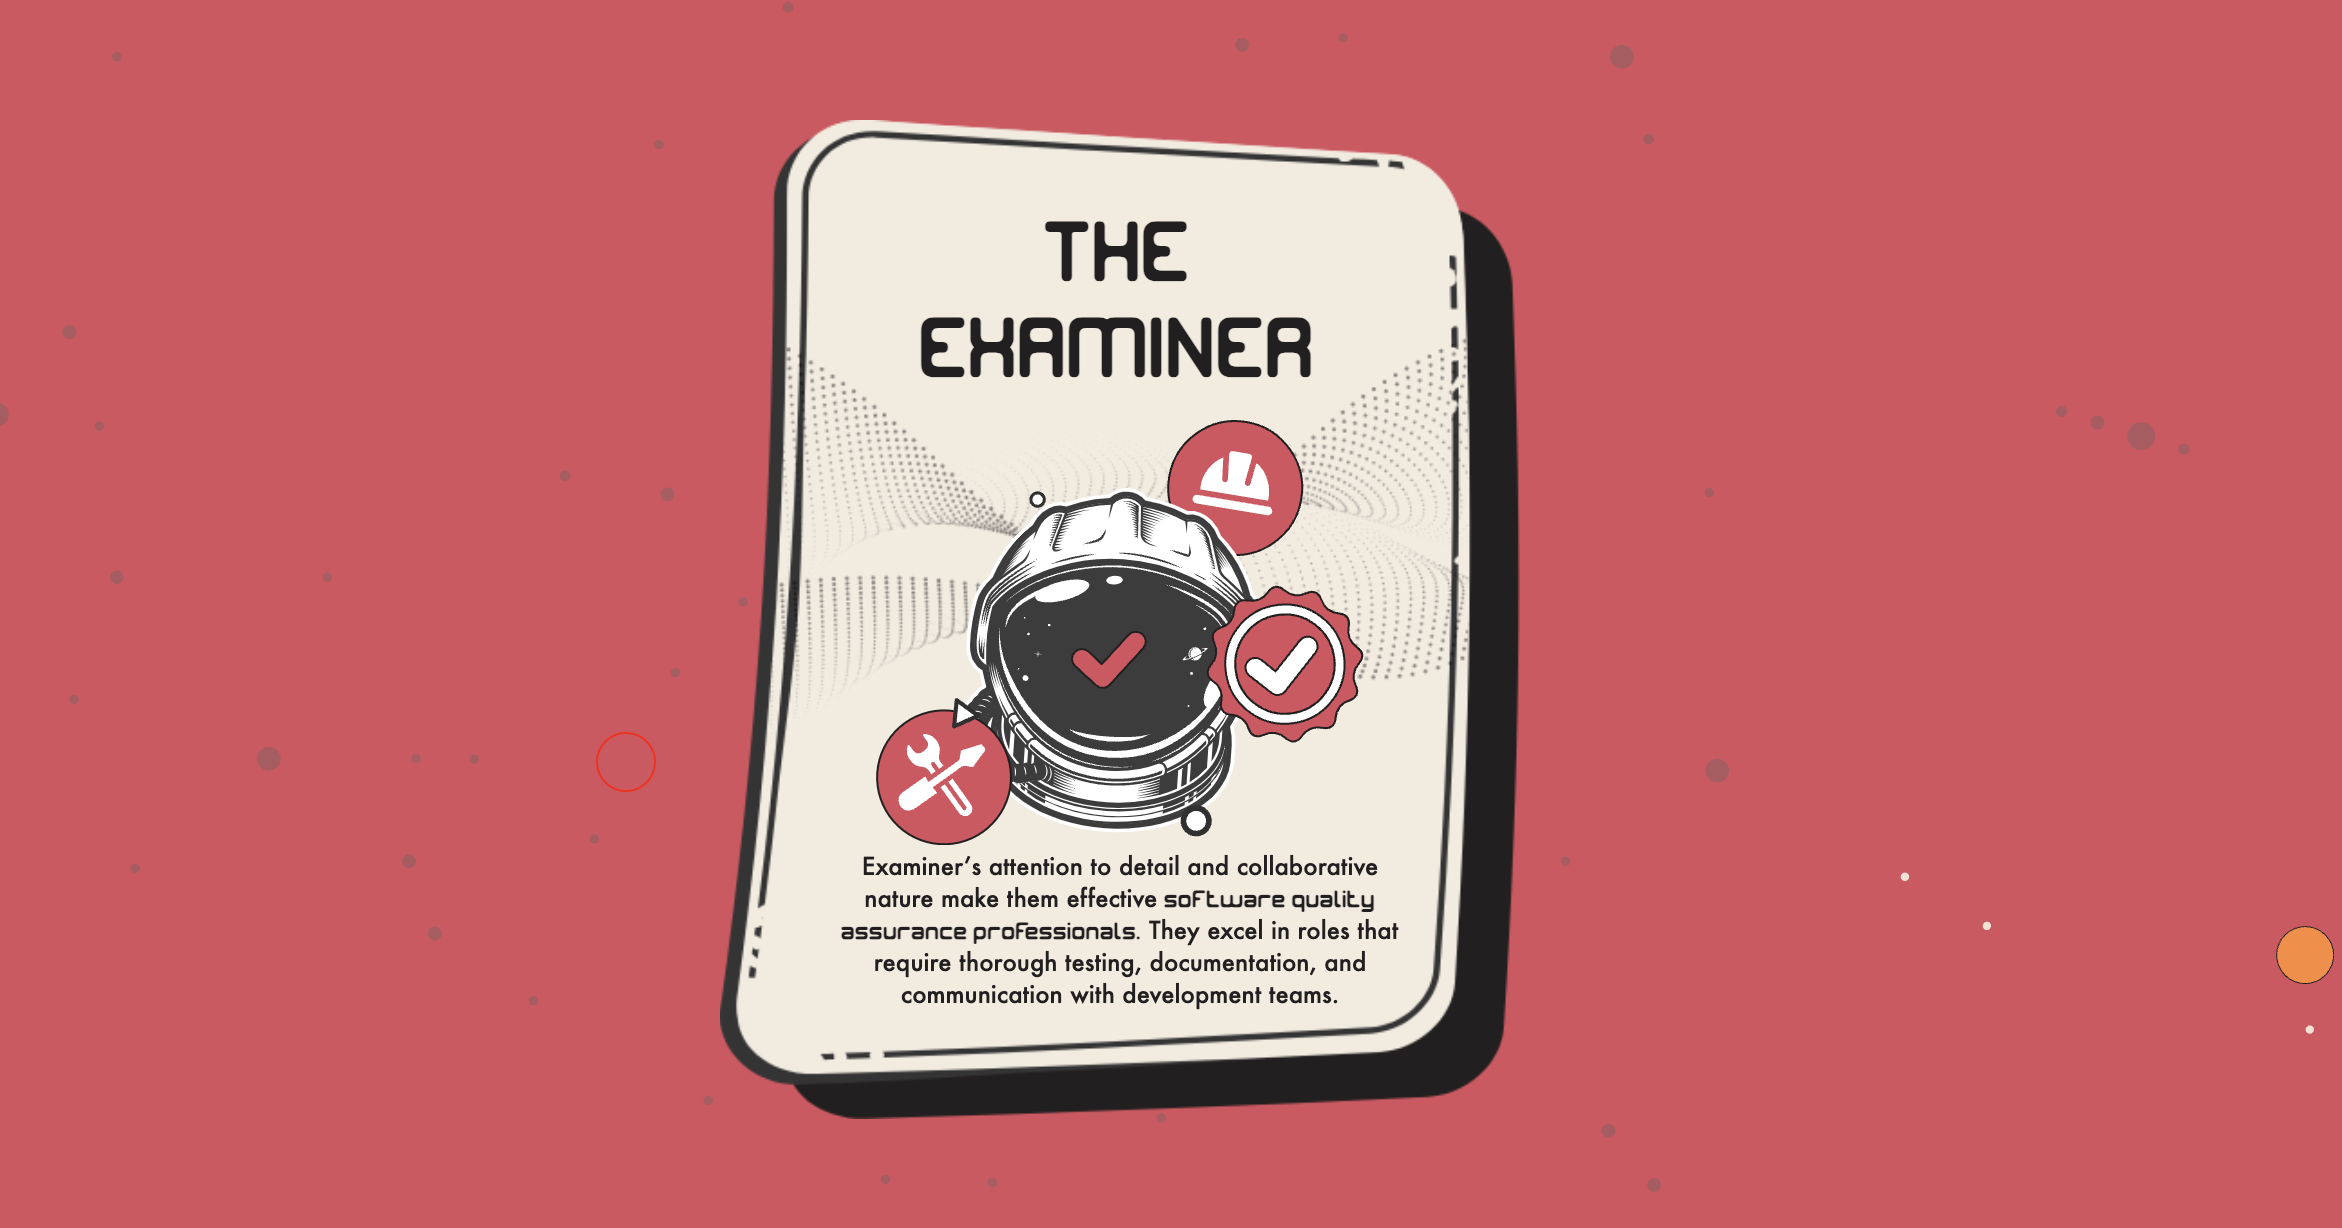 THE
EXAMINER
Examiner's attention to detail and collaborative
nature make them effective software quality
assurance professionals. They excel in roles that
require thorough testing, documentation, and
communication with development teams.